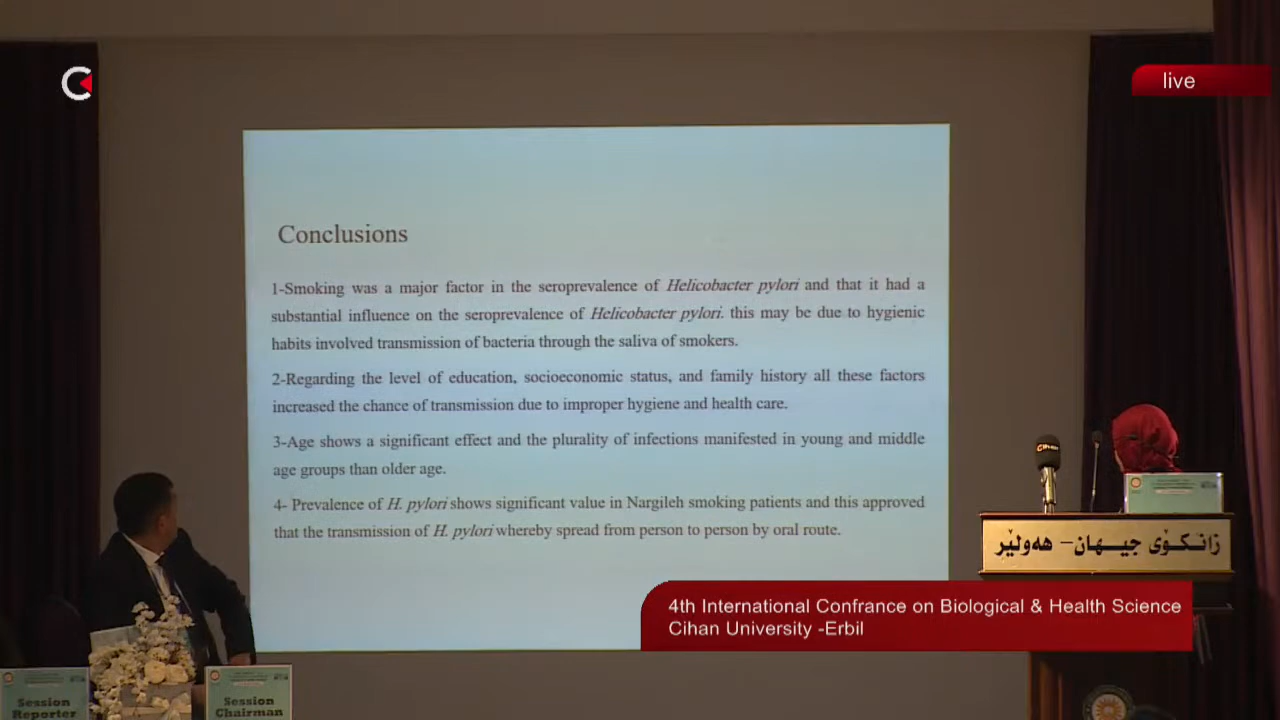 live
Conclusions
1-Smoking was a major factor in the seroprevalence of Helicobacter pylori and that it had a
substantial influence on the seroprevalence of Helicobacter pylori. this may be due to hygienic
habits involved transmission of bacteria through the saliva of smokers.
2-Regarding the level of education, socioeconomic status, and family history all these factors
increased the chance of transmission due to improper hygiene and health care.
3-Age shows a significant effect and the plurality of infections manifested in young and middle
age groups than older age.
4- Prevalence of H. pylori shows significant value in Nargileh smoking patients and this approved
that the transmission of H. pylori whereby spread from person to person by oral route.
زانکۆی جیهان - هەولێر
4th International Confrance on Biological & Health Science
Cihan University -Erbil
Session
Reporter
Session
Chairman